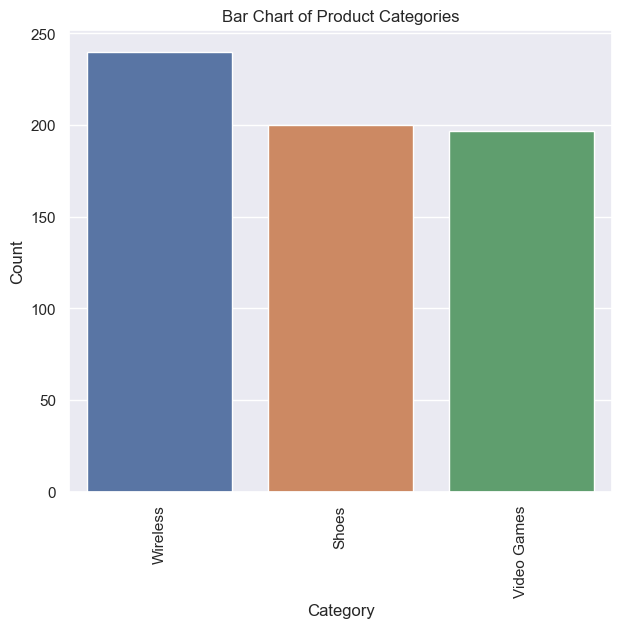 Bar Chart of Product Categories
250
200
150
100
50
0
Count
Wireless
Shoes
Video Games
Category